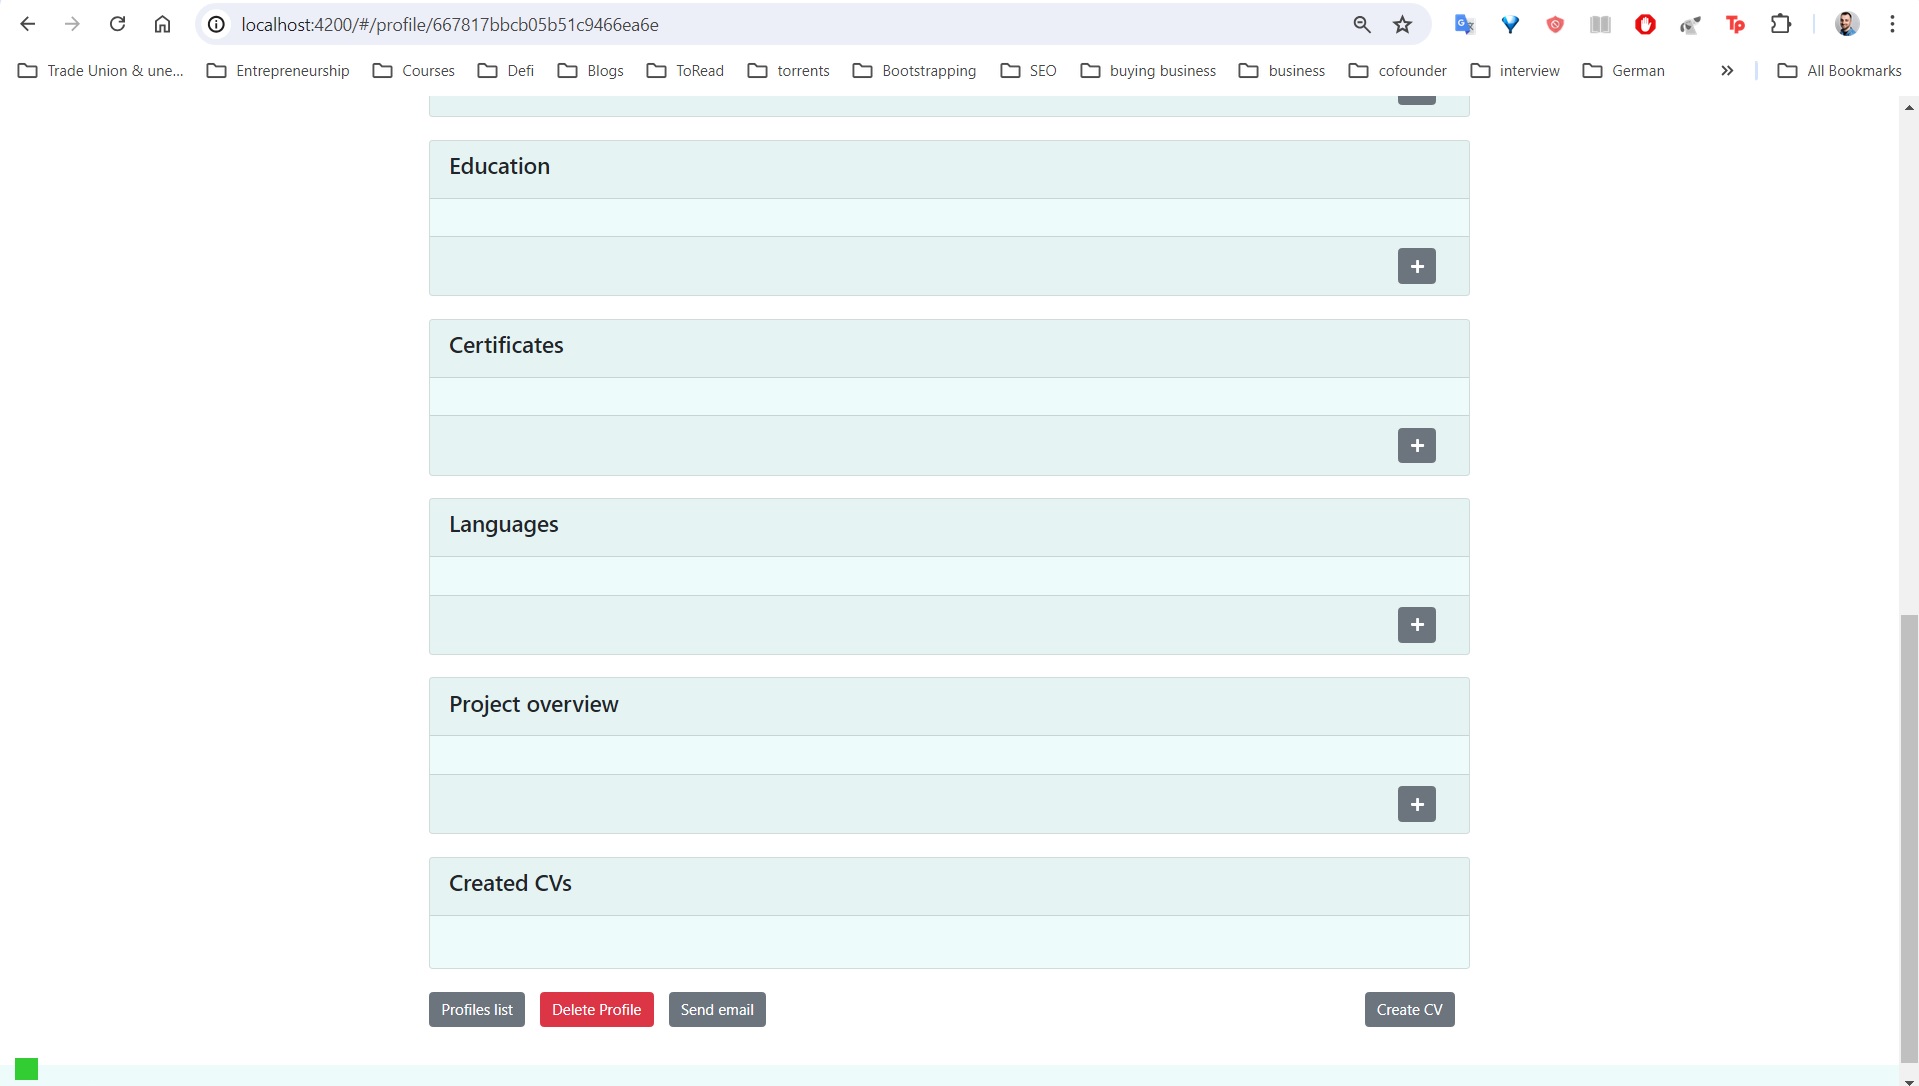 localhost:4200/#/profile/667817bbcb05b51c9466ea6e
Trade Union & une... Entrepreneurship Courses Defi Blogs ToRead torrents Bootstrapping SEO buying business business cofounder interview German » All Bookmarks
Education
+
Certificates
+
Languages
+
Project overview
+
Created CVs
Profiles list Delete Profile Send email Create CV